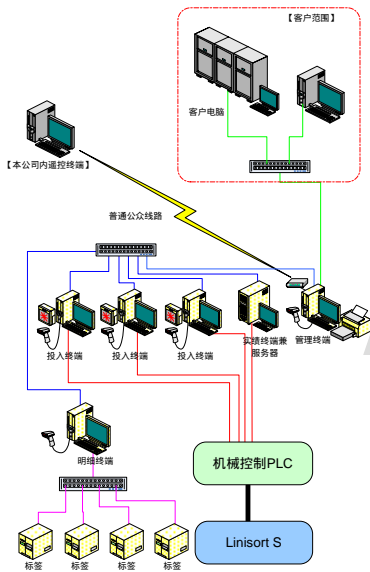 【客户范围】
客户电脑
【本公司内遥控终端】
普通公众线路
投入终端
投入终端
投入终端
实绩终端兼
服务器
管理终端
明细终端
机械控制PLC
Linisort S
标签
标签
标签
标签